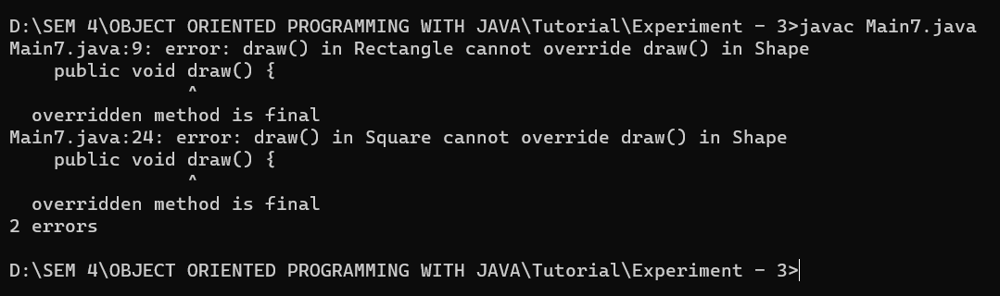 D:\SEM 4\OBJECT ORIENTED PROGRAMMING WITH JAVA\Tutorial\Experiment - 3>javac Main7.java
Main7.java:9: error: draw() in Rectangle cannot override draw() in Shape
    public void draw() {
                ^
  overridden method is final
Main7.java:24: error: draw() in Square cannot override draw() in Shape
    public void draw() {
                ^
  overridden method is final
2 errors

D:\SEM 4\OBJECT ORIENTED PROGRAMMING WITH JAVA\Tutorial\Experiment - 3>